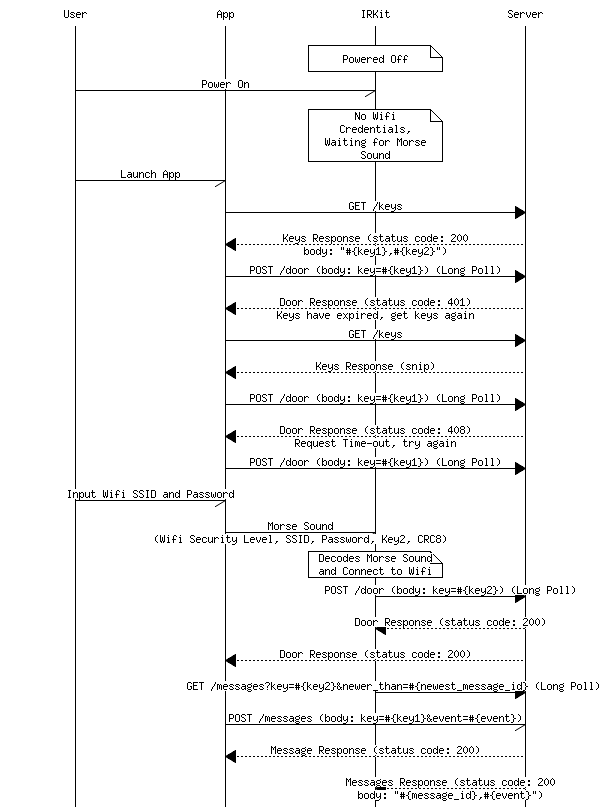 User App IRKit Server
Powered Off
Power On
No Wifi
Credentials,
Waiting for Morse
Sound
Launch App
GET /keys
Keys Response (status code: 200
body: "#{key1},#{key2}")
POST /door (body: key=#{key1}) (Long Poll)
Door Response (status code: 401)
Keys have expired, get keys again
GET /keys
Keys Response (snip)
POST /door (body: key=#{key1}) (Long Poll)
Door Response (status code: 408)
Request Time-out, try again
POST /door (body: key=#{key1}) (Long Poll)
Input Wifi SSID and Password
Morse Sound
(Wifi Security Level, SSID, Password, Key2, CRC8)
Decodes Morse Sound
and Connect to Wifi
POST /door (body: key=#{key2}) (Long Poll)
Door Response (status code: 200)
Door Response (status code: 200)
GET /messages?key=#{key2}&newer_than=#{newest_message_id} (Long Poll)
POST /messages (body: key=#{key1}&event=#{event})
Message Response (status code: 200)
Messages Response (status code: 200
body: "#{message_id},#{event}")